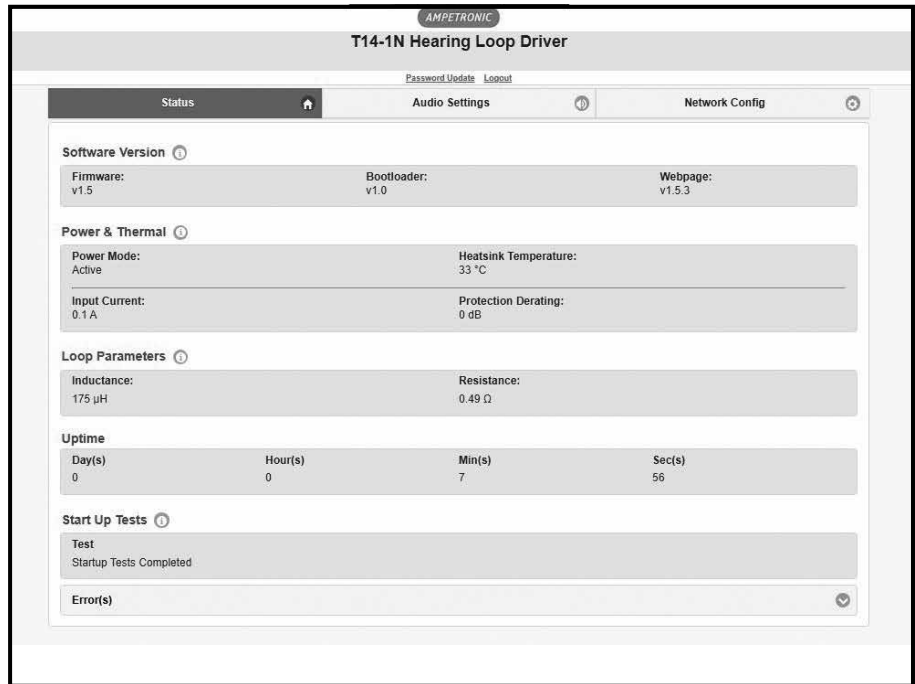 AMPETRONIC
T14-1N Hearing Loop Driver
Password Update Logout
Status Audio Settings Network Config
Software Version
Firmware: Bootloader: Webpage:
v1.5 v1.0 v1.5.3
Power & Thermal
Power Mode: Heatsink Temperature:
Active 33 °C
Input Current: Protection Derating:
0.1 A 0 dB
Loop Parameters
Inductance: Resistance:
175 µH 0.49 Ω
Uptime
Day(s) Hour(s) Min(s) Sec(s)
0 0 7 56
Start Up Tests
Test
Startup Tests Completed
Error(s)